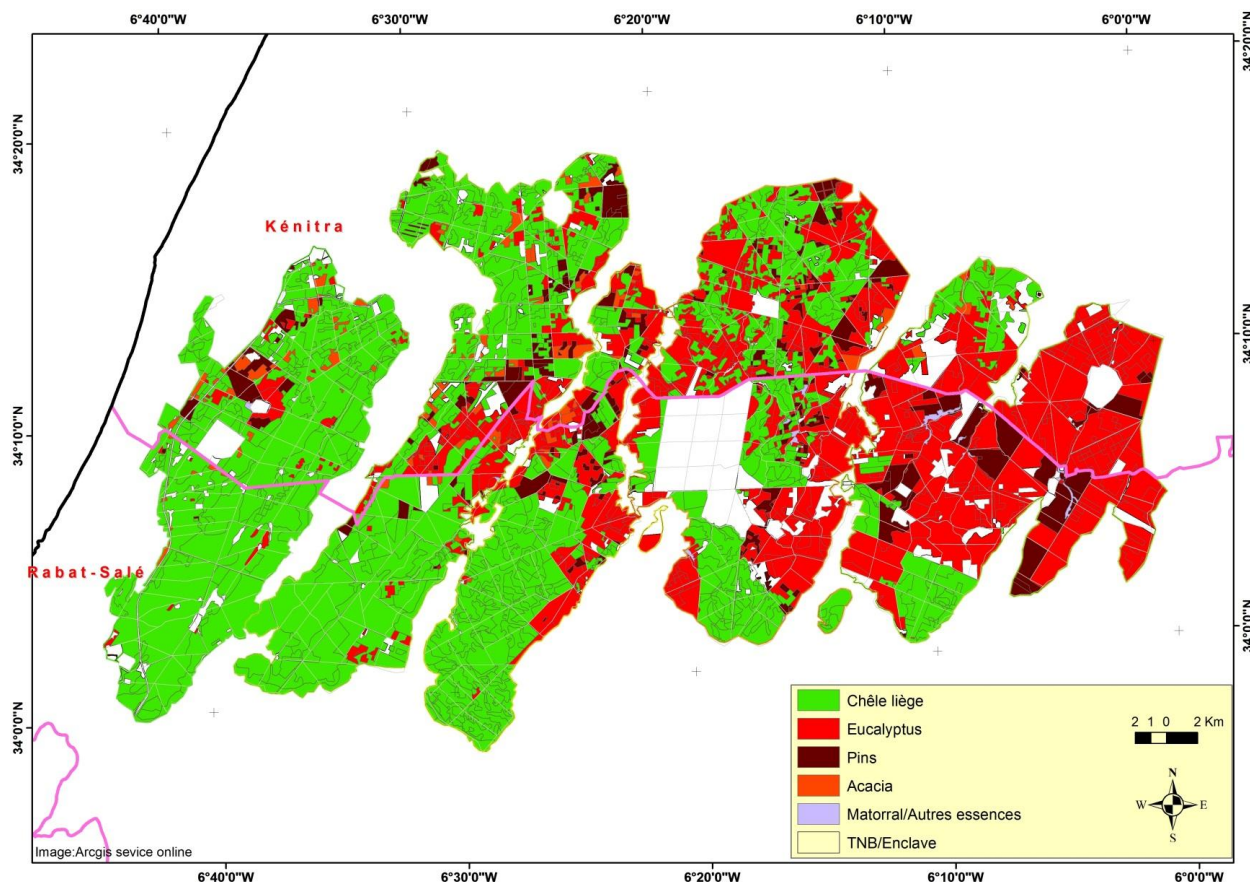 6°40'0"W 6°30'0"W 6°20'0"W 6°10'0"W 6°0'0"W
34°20'0"N
34°20'0"N
Kénitra
34°10'0"N
34°10'0"N
Rabat-Salé
34°0'0"N
34°0'0"N
Chêle liège
Eucalyptus
Pins
Acacia
Matorral/Autres essences
TNB/Enclave
2 1 0 2 Km
N
W E
S
Image:Arcgis sevice online
6°40'0"W 6°30'0"W 6°20'0"W 6°10'0"W 6°0'0"W